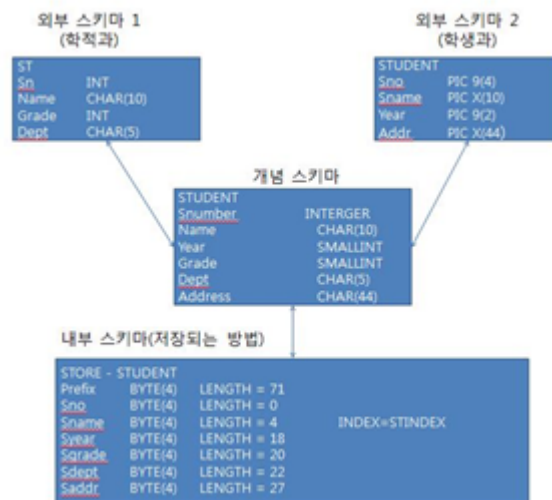 외부 스키마 1
(학적과)
외부 스키마 2
(학생과)
ST
Sn INT
Name CHAR(10)
Grade INT
Dept CHAR(5)
STUDENT
Sno PIC 9(4)
Sname PIC X(10)
Year PIC 9(2)
Addr PIC X(44)
개념 스키마
STUDENT
Snumber INTERGER
Name CHAR(10)
Year SMALLINT
Grade SMALLINT
Dept CHAR(5)
Address CHAR(44)
내부 스키마(저장되는 방법)
STORE - STUDENT
Prefix BYTE(4) LENGTH = 71
Sno BYTE(4) LENGTH = 0
Sname BYTE(4) LENGTH = 4 INDEX=STINDEX
Syear BYTE(4) LENGTH = 18
Sgrade BYTE(4) LENGTH = 20
Sdept BYTE(4) LENGTH = 22
Saddr BYTE(4) LENGTH = 27